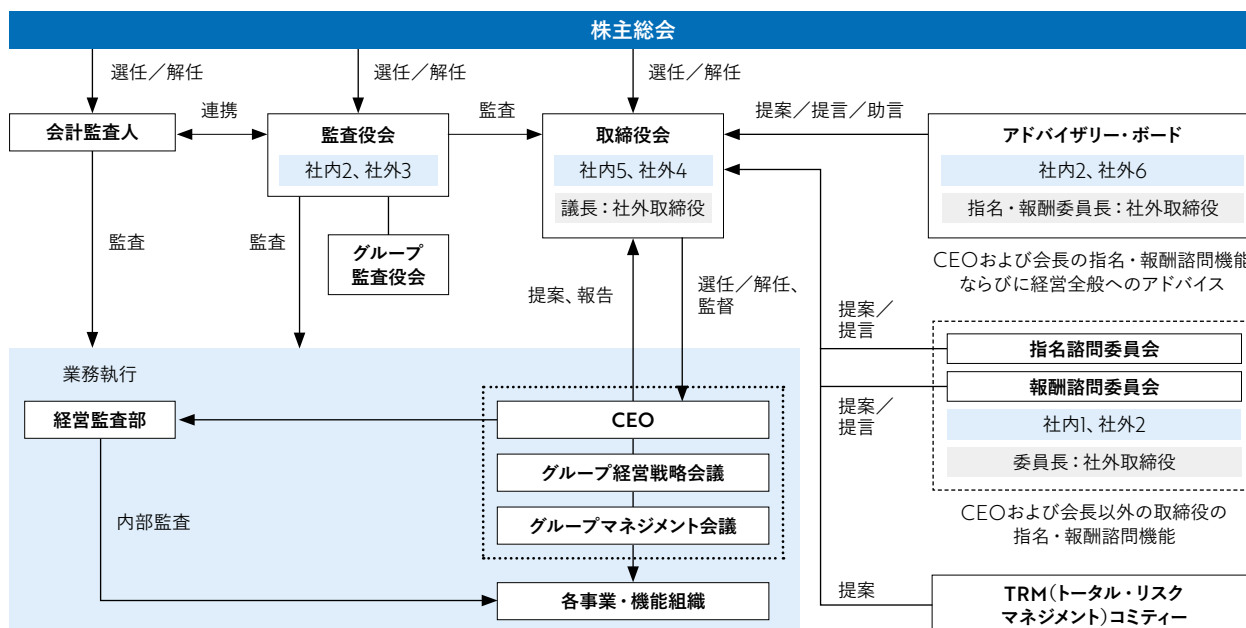 株主総会
選任／解任
選任／解任
選任／解任
連携
監査
提案／提言／助言
会計監査人
監査役会
社内2、社外3
取締役会
社内5、社外4
議長：社外取締役
アドバイザリー・ボード
社内2、社外6
指名・報酬委員長：社外取締役
CEOおよび会長の指名・報酬諮問機能
ならびに経営全般へのアドバイス
監査
監査
グループ
監査役会
提案、報告
選任／解任、
監督
提案／
提言
指名諮問委員会
報酬諮問委員会
社内1、社外2
委員長：社外取締役
提案／
提言
CEOおよび会長以外の取締役の
指名・報酬諮問機能
業務執行
経営監査部
CEO
グループ経営戦略会議
グループマネジメント会議
内部監査
各事業・機能組織
提案
TRM（トータル・リスク
マネジメント）コミティー